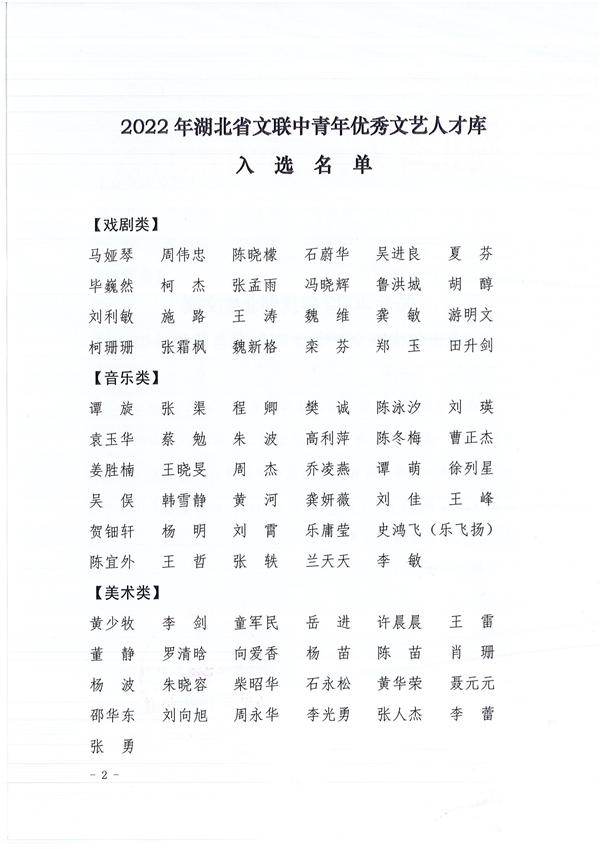 2022年湖北省文联中青年优秀文艺人才库
入 选 名 单
【戏剧类】
马娅琴 周伟忠 陈晓檬 石蔚华 吴进良 夏 芬
毕巍然 柯 杰 张孟雨 冯晓辉 鲁洪城 胡 醇
刘利敏 施 路 王 涛 魏 维 龚 敏 游明文
柯珊珊 张霜枫 魏新格 栾 芬 郑 玉 田升剑
【音乐类】
谭 旋 张 渠 程 卿 樊 诚 陈泳汐 刘 瑛
袁玉华 蔡 勉 朱 波 高利萍 陈冬梅 曹正杰
姜胜楠 王晓旻 周 杰 乔凌燕 谭 萌 徐列星
吴 俣 韩雪静 黄 河 龚妍薇 刘 佳 王 峰
贺钿轩 杨 明 刘 霄 乐庸莹 史鸿飞（乐飞扬）
陈宜外 王 哲 张 轶 兰天天 李 敏
【美术类】
黄少牧 李 剑 童军民 岳 进 许晨晨 王 雷
董 静 罗清晗 向爱香 杨 苗 陈 苗 肖 珊
杨 波 朱晓容 柴昭华 石永松 黄华荣 聂元元
邵华东 刘向旭 周永华 李光勇 张人杰 李 蕾
张 勇
- 2 -